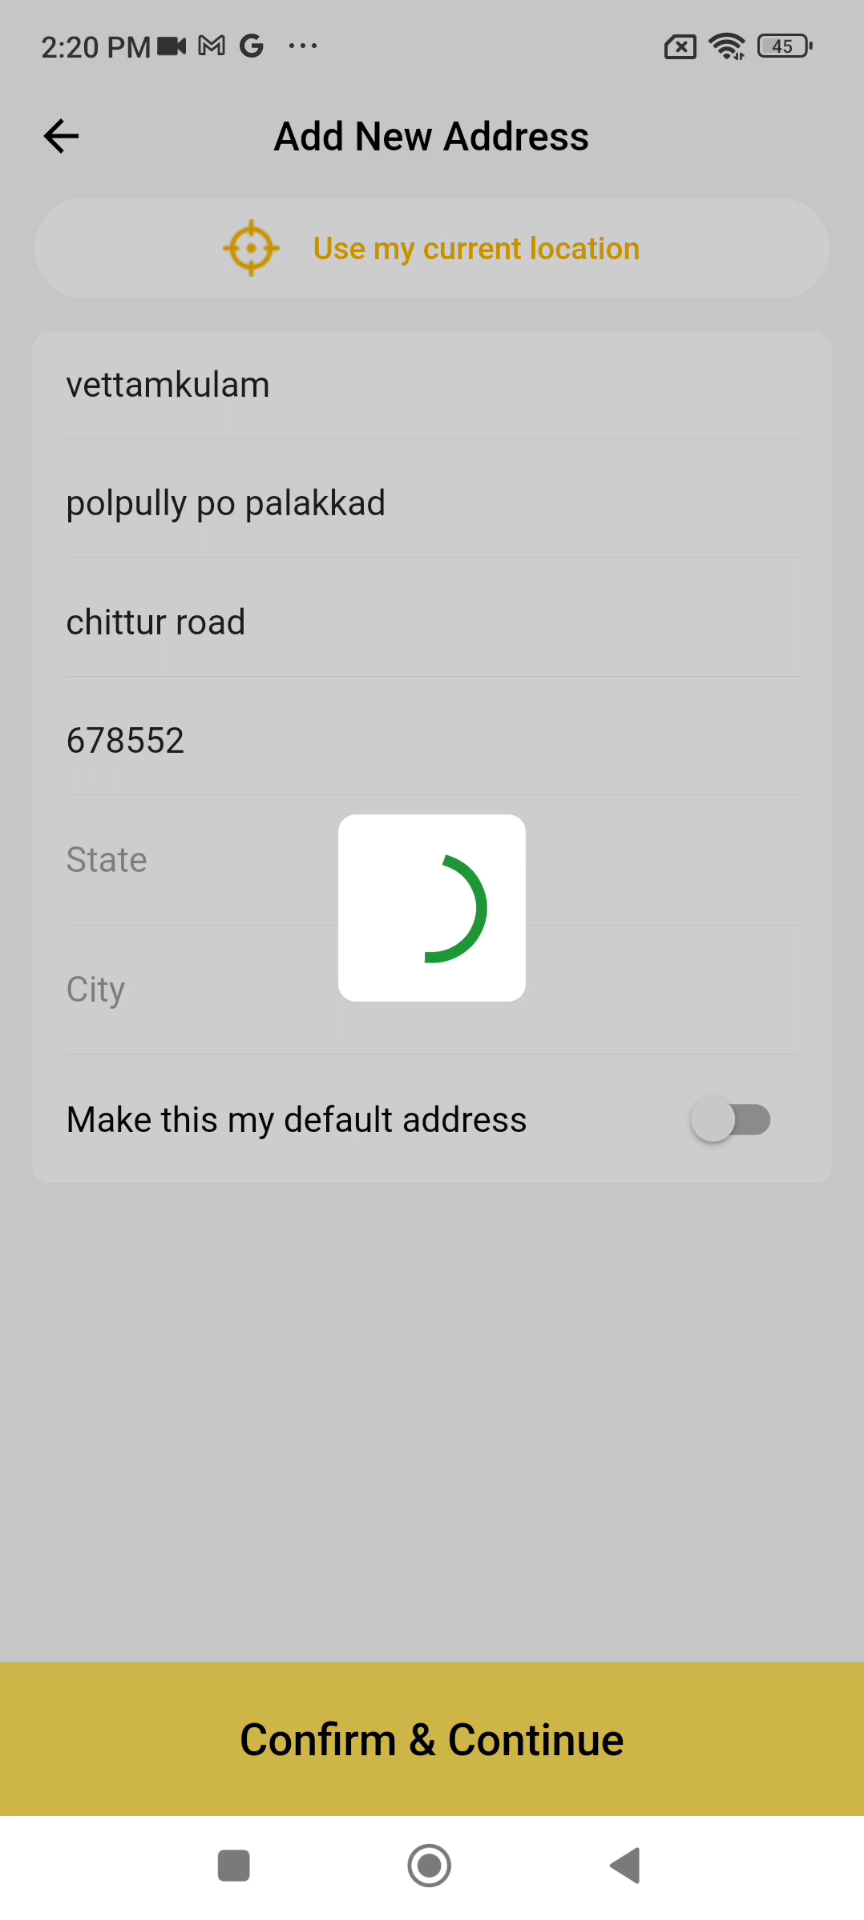 2:20 PM
45
Add New Address
Use my current location
vettamkulam
polpully po palakkad
chittur road
678552
State
City
Make this my default address
Confirm & Continue